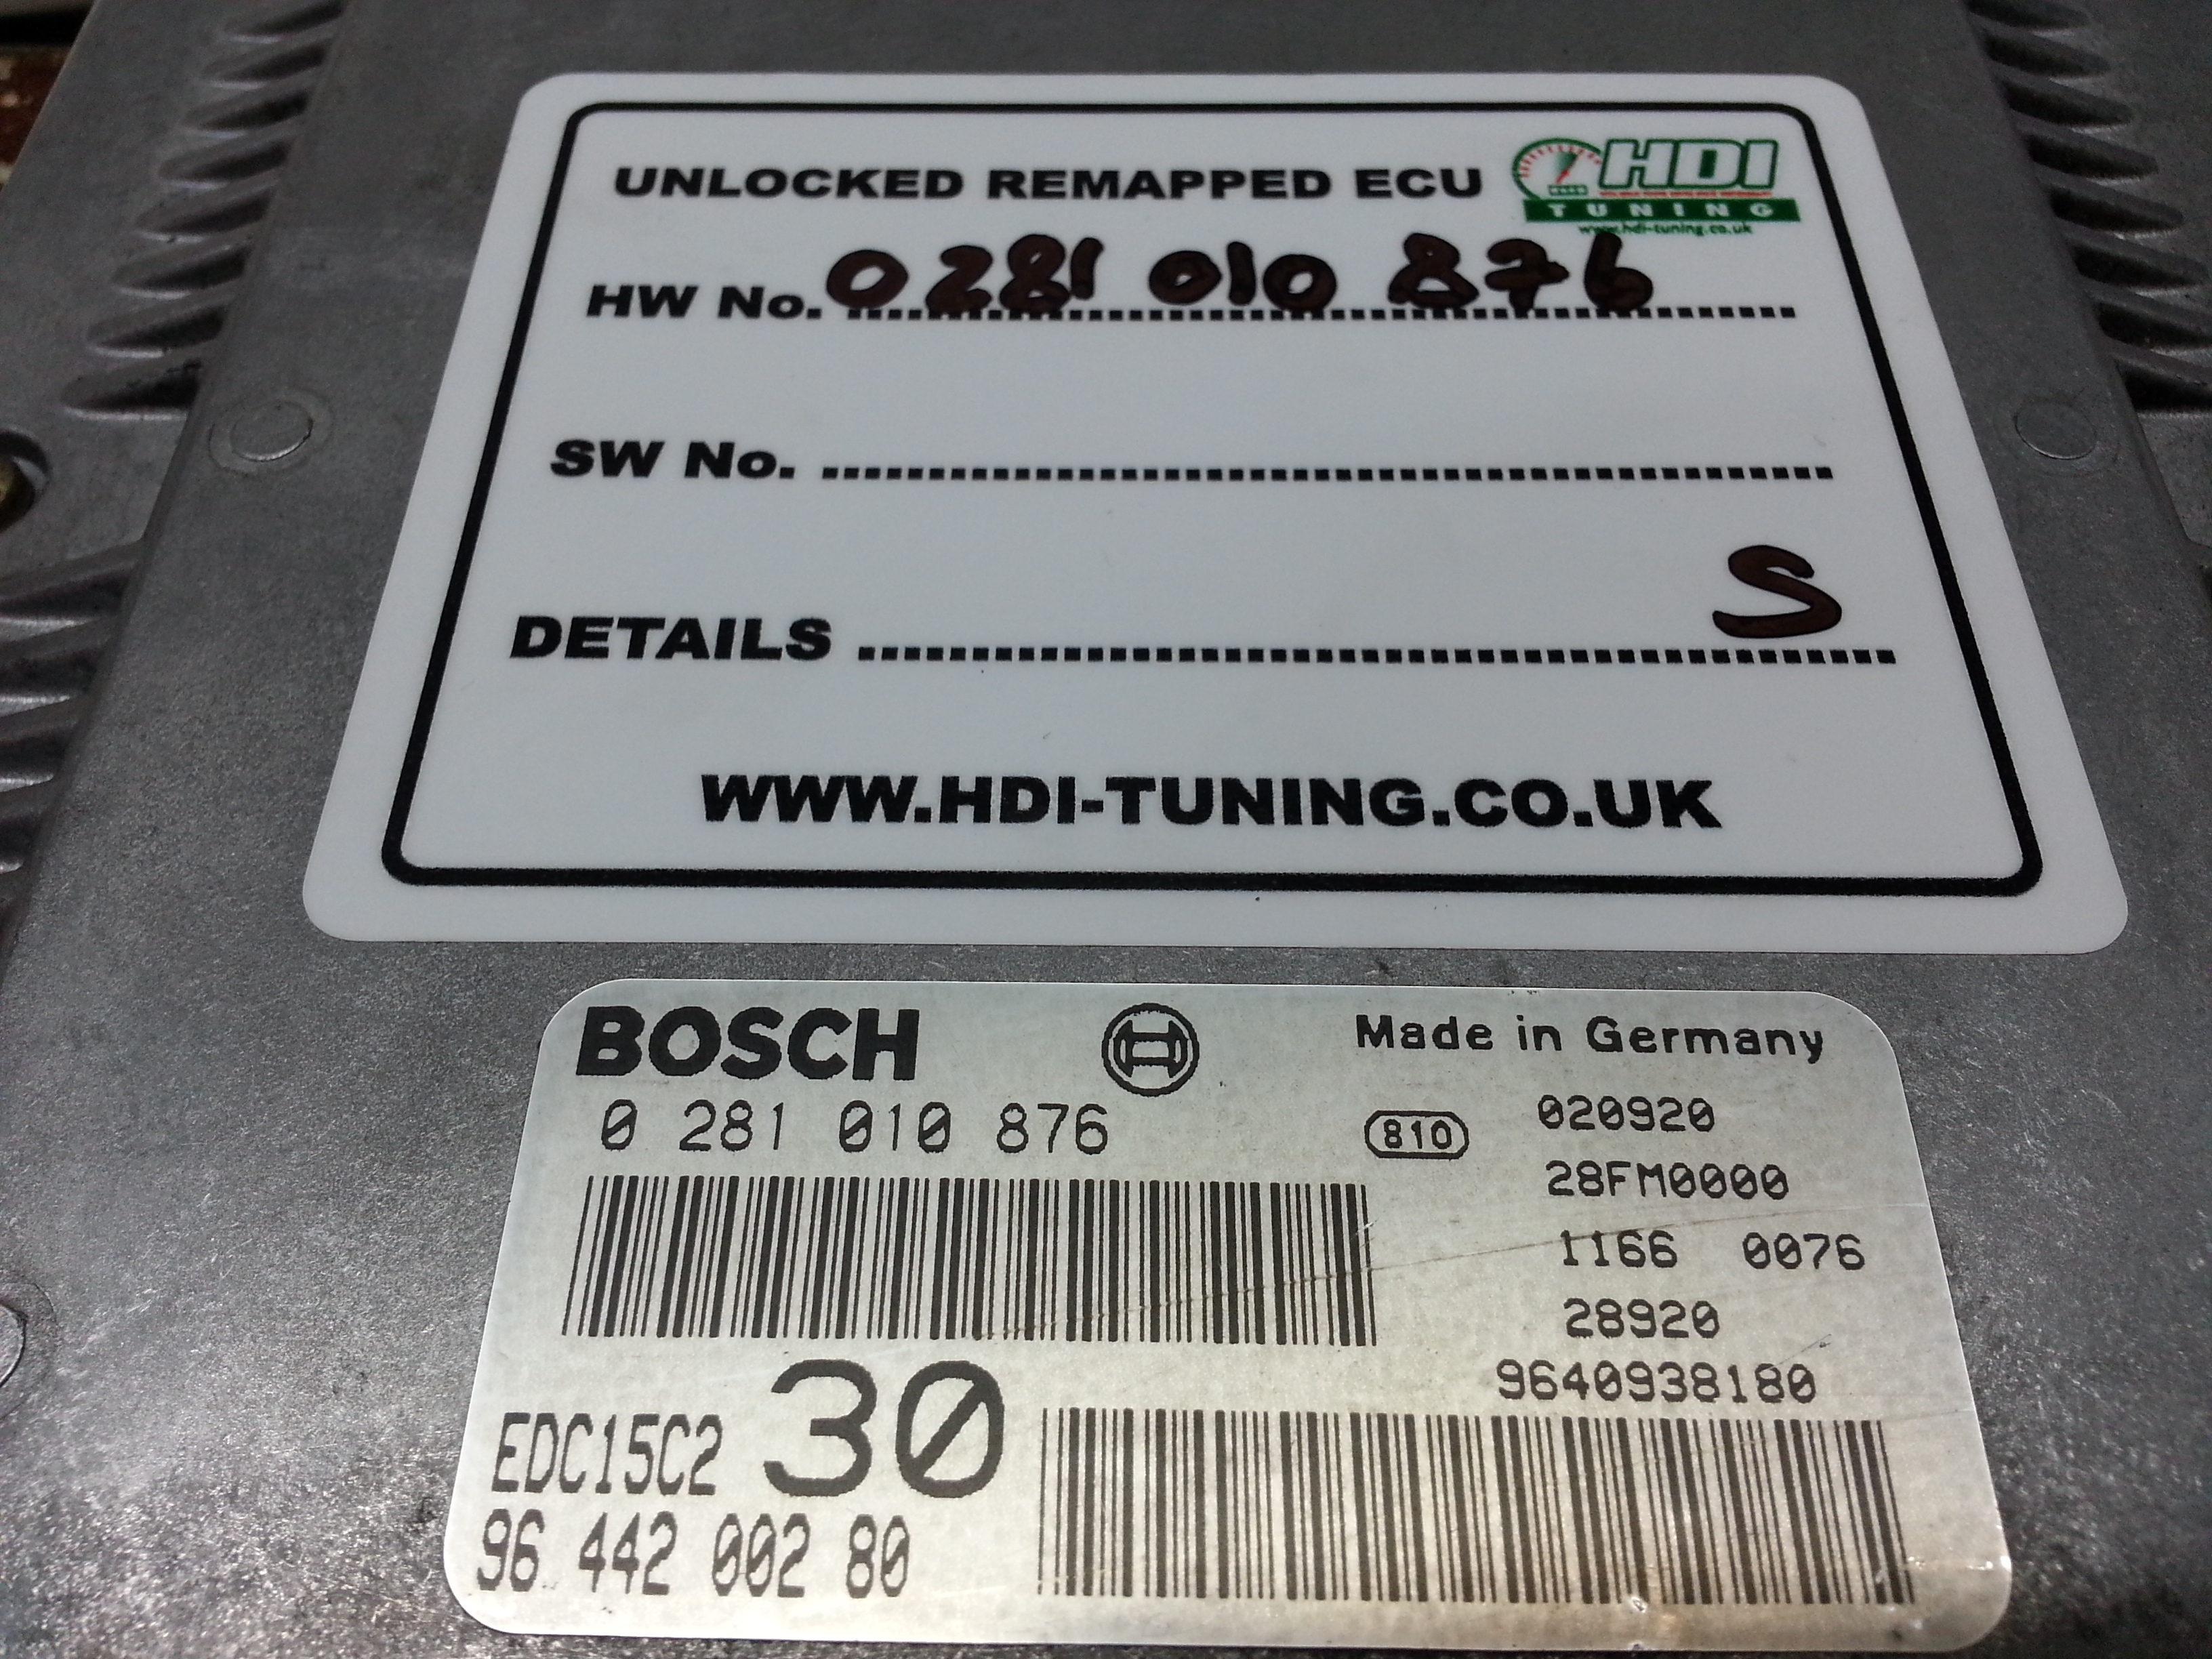 UNLOCKED REMAPPED ECU
HDI
TUNING
www.hdi-tuning.co.uk
HW No. 0281 010 876
SW No. ........................................
DETAILS ........................................ S
WWW.HDI-TUNING.CO.UK
BOSCH
Made in Germany
0 281 010 876
810
020920
28FM0000
1166 0076
28920
9640938180
EDC15C2 30
96 442 002 80